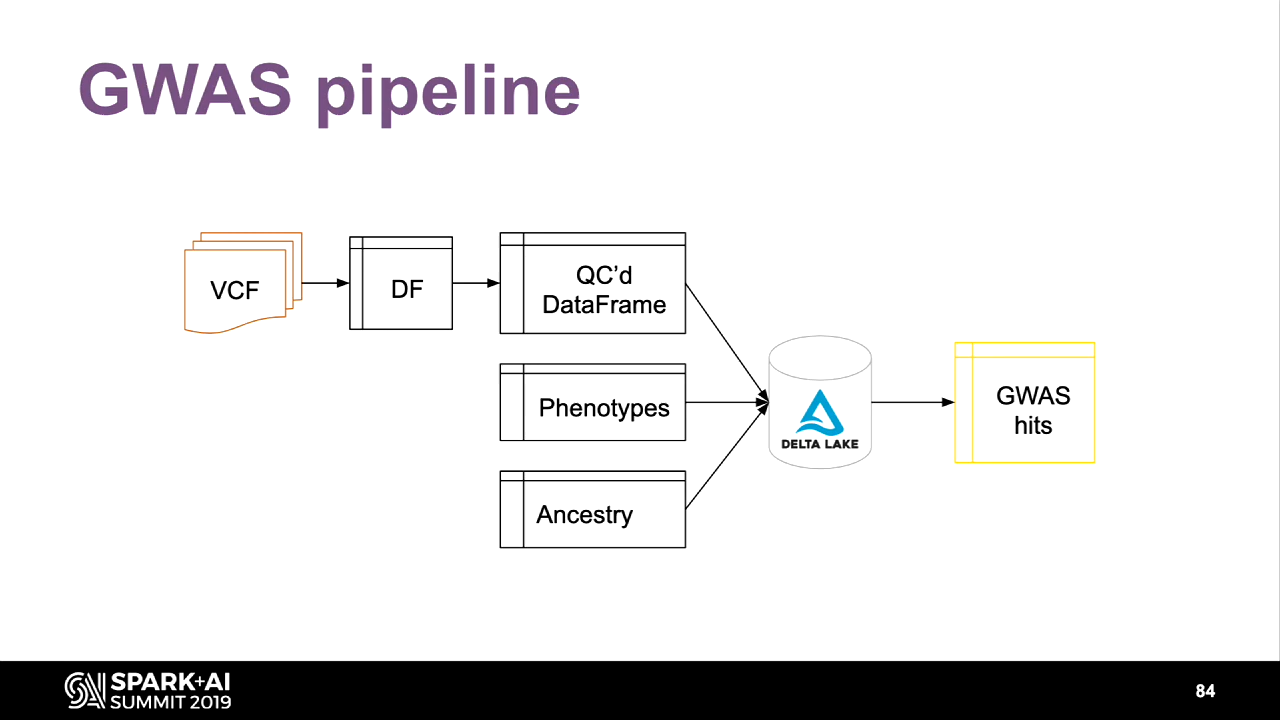 GWAS pipeline
VCF
DF
QC’d
DataFrame
Phenotypes
Ancestry
DELTA LAKE
GWAS
hits
SPARK+AI
SUMMIT 2019
84